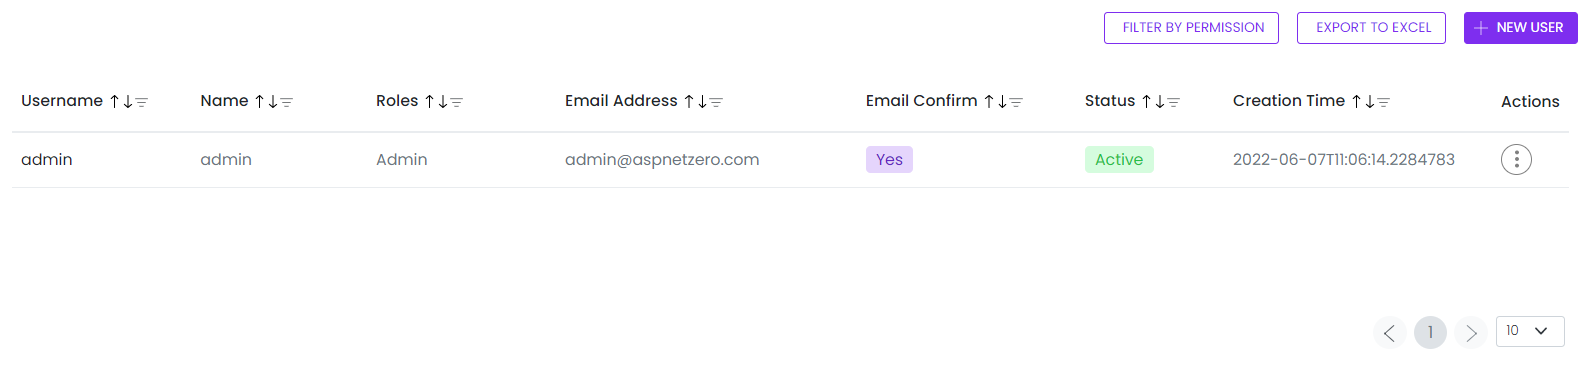 FILTER BY PERMISSION EXPORT TO EXCEL NEW USER
Username Name Roles Email Address Email Confirm Status Creation Time Actions
admin admin Admin admin@aspnetzero.com Yes Active 2022-06-07T11:06:14.2284783
1 10